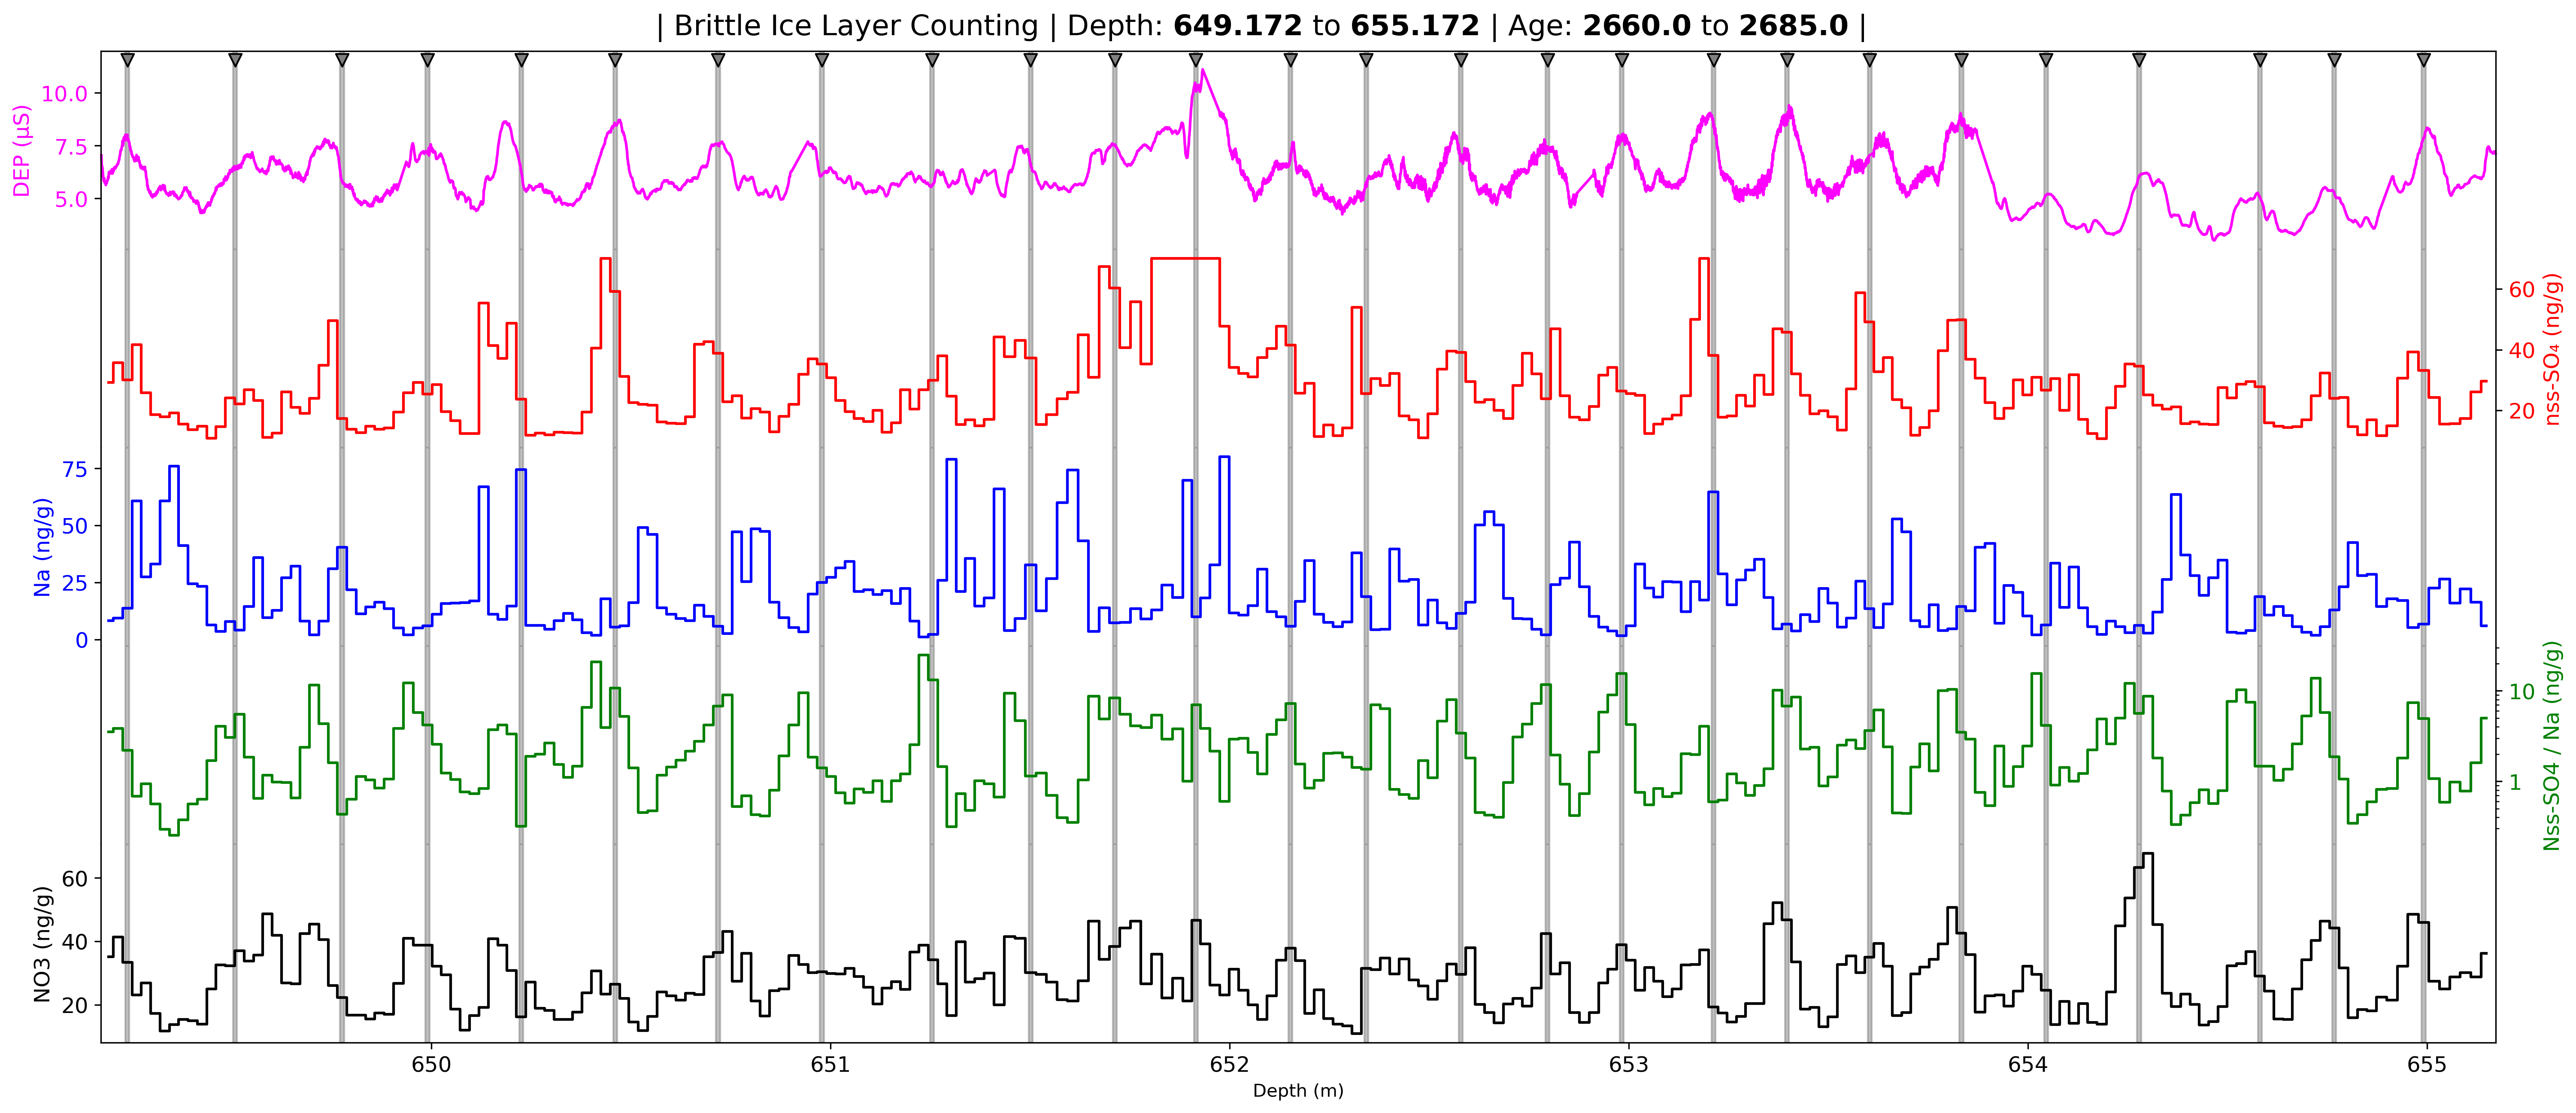 | Brittle Ice Layer Counting | Depth: 649.172 to 655.172 | Age: 2660.0 to 2685.0 |
DEP (µS)
10.0
7.5
5.0
nss-SO₄ (ng/g)
60
40
20
Na (ng/g)
75
50
25
0
Nss-SO4 / Na (ng/g)
10
1
NO3 (ng/g)
60
40
20
650 651 652 653 654 655
Depth (m)